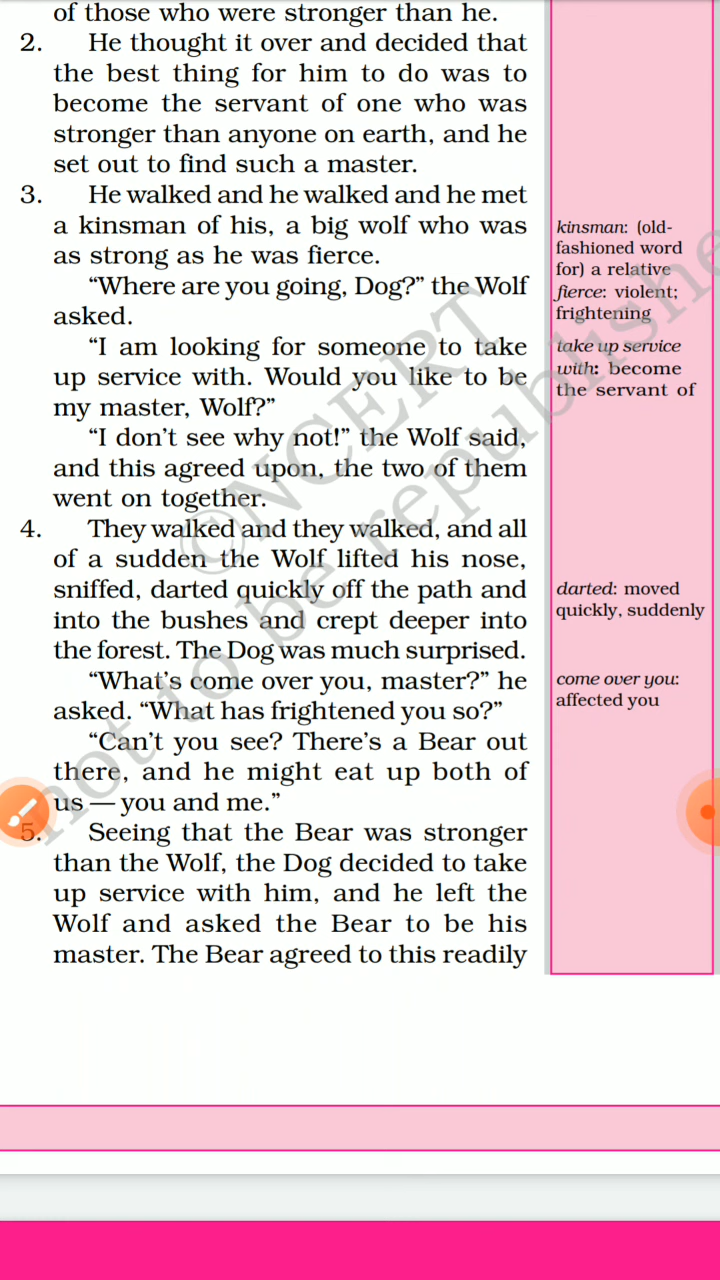 of those who were stronger than he.
2. He thought it over and decided that
the best thing for him to do was to
become the servant of one who was
stronger than anyone on earth, and he
set out to find such a master.
3. He walked and he walked and he met
a kinsman of his, a big wolf who was
as strong as he was fierce.
“Where are you going, Dog?” the Wolf
asked.
“I am looking for someone to take
up service with. Would you like to be
my master, Wolf?”
“I don’t see why not!” the Wolf said,
and this agreed upon, the two of them
went on together.
4. They walked and they walked, and all
of a sudden the Wolf lifted his nose,
sniffed, darted quickly off the path and
into the bushes and crept deeper into
the forest. The Dog was much surprised.
“What’s come over you, master?” he
asked. “What has frightened you so?”
“Can’t you see? There’s a Bear out
there, and he might eat up both of
us — you and me.”
5. Seeing that the Bear was stronger
than the Wolf, the Dog decided to take
up service with him, and he left the
Wolf and asked the Bear to be his
master. The Bear agreed to this readily
kinsman: (old-
fashioned word
for) a relative
fierce: violent;
frightening
take up service
with: become
the servant of
darted: moved
quickly, suddenly
come over you:
affected you
©NCERT
not to be republishe